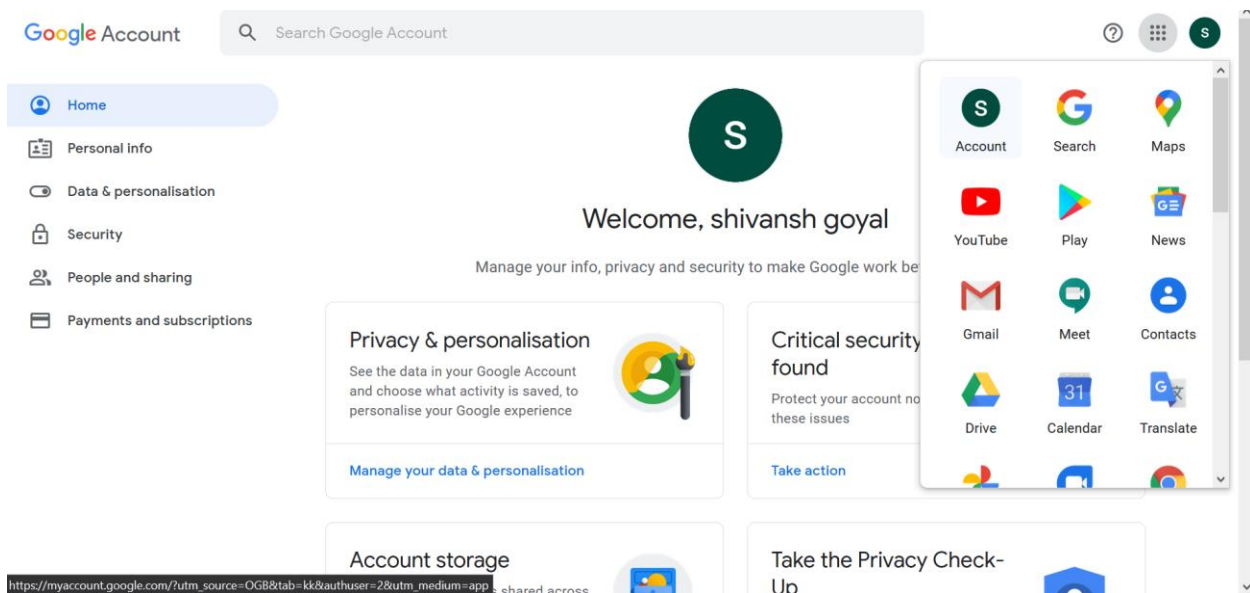 Google Account
Search Google Account
S
Home
Personal info
Data & personalisation
Security
People and sharing
Payments and subscriptions
S
Welcome, shivansh goyal
Manage your info, privacy and security to make Google work be
Privacy & personalisation
See the data in your Google Account
and choose what activity is saved, to
personalise your Google experience
Manage your data & personalisation
Critical security
found
Protect your account no
these issues
Take action
Account storage
s shared across
Take the Privacy Check-
Up
S
Account
G
Search
Maps
YouTube
Play
GE
News
Gmail
Meet
Contacts
Drive
31
Calendar
G 文
Translate
https://myaccount.google.com/?utm_source=OGB&tab=kk&authuser=2&utm_medium=app